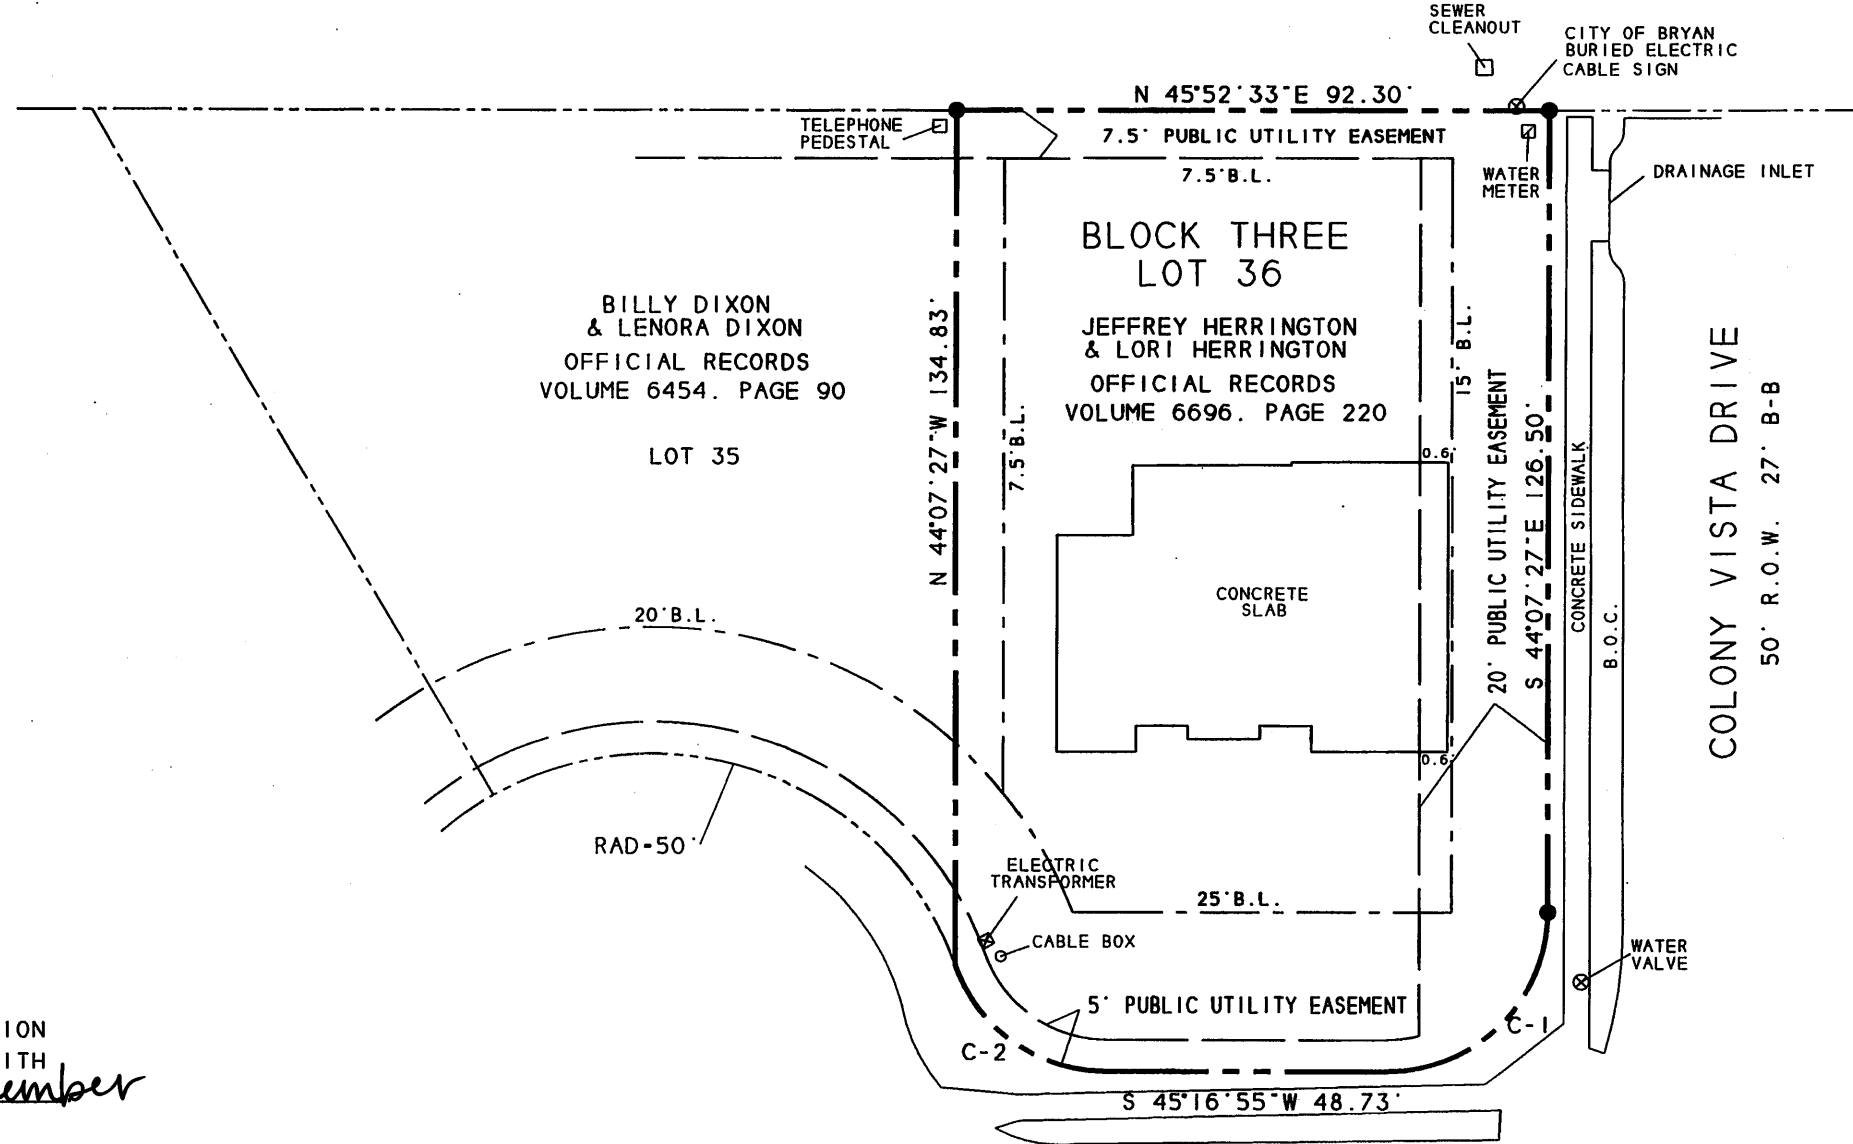 SEWER
CLEANOUT
CITY OF BRYAN
BURIED ELECTRIC
CABLE SIGN
N 45°52'33"E 92.30'
TELEPHONE
PEDESTAL
7.5' PUBLIC UTILITY EASEMENT
7.5'B.L.
WATER
METER
DRAINAGE INLET
BLOCK THREE
LOT 36
BILLY DIXON
& LENORA DIXON
OFFICIAL RECORDS
VOLUME 6454. PAGE 90
LOT 35
N 44°07'27"W 134.83'
JEFFREY HERRINGTON
& LORI HERRINGTON
OFFICIAL RECORDS
VOLUME 6696. PAGE 220
7.5'B.L.
15' B.L.
20' PUBLIC UTILITY EASEMENT
S 44°07'27"E 126.50'
CONCRETE SIDEWALK
B.O.C.
COLONY VISTA DRIVE
50' R.O.W. 27' B-B
0.6'
CONCRETE
SLAB
20'B.L.
0.6'
RAD=50'
ELECTRIC
TRANSFORMER
25'B.L.
CABLE BOX
WATER
VALVE
5' PUBLIC UTILITY EASEMENT
C-1
C-2
ION
ITH
ember
S 45°16'55"W 48.73'